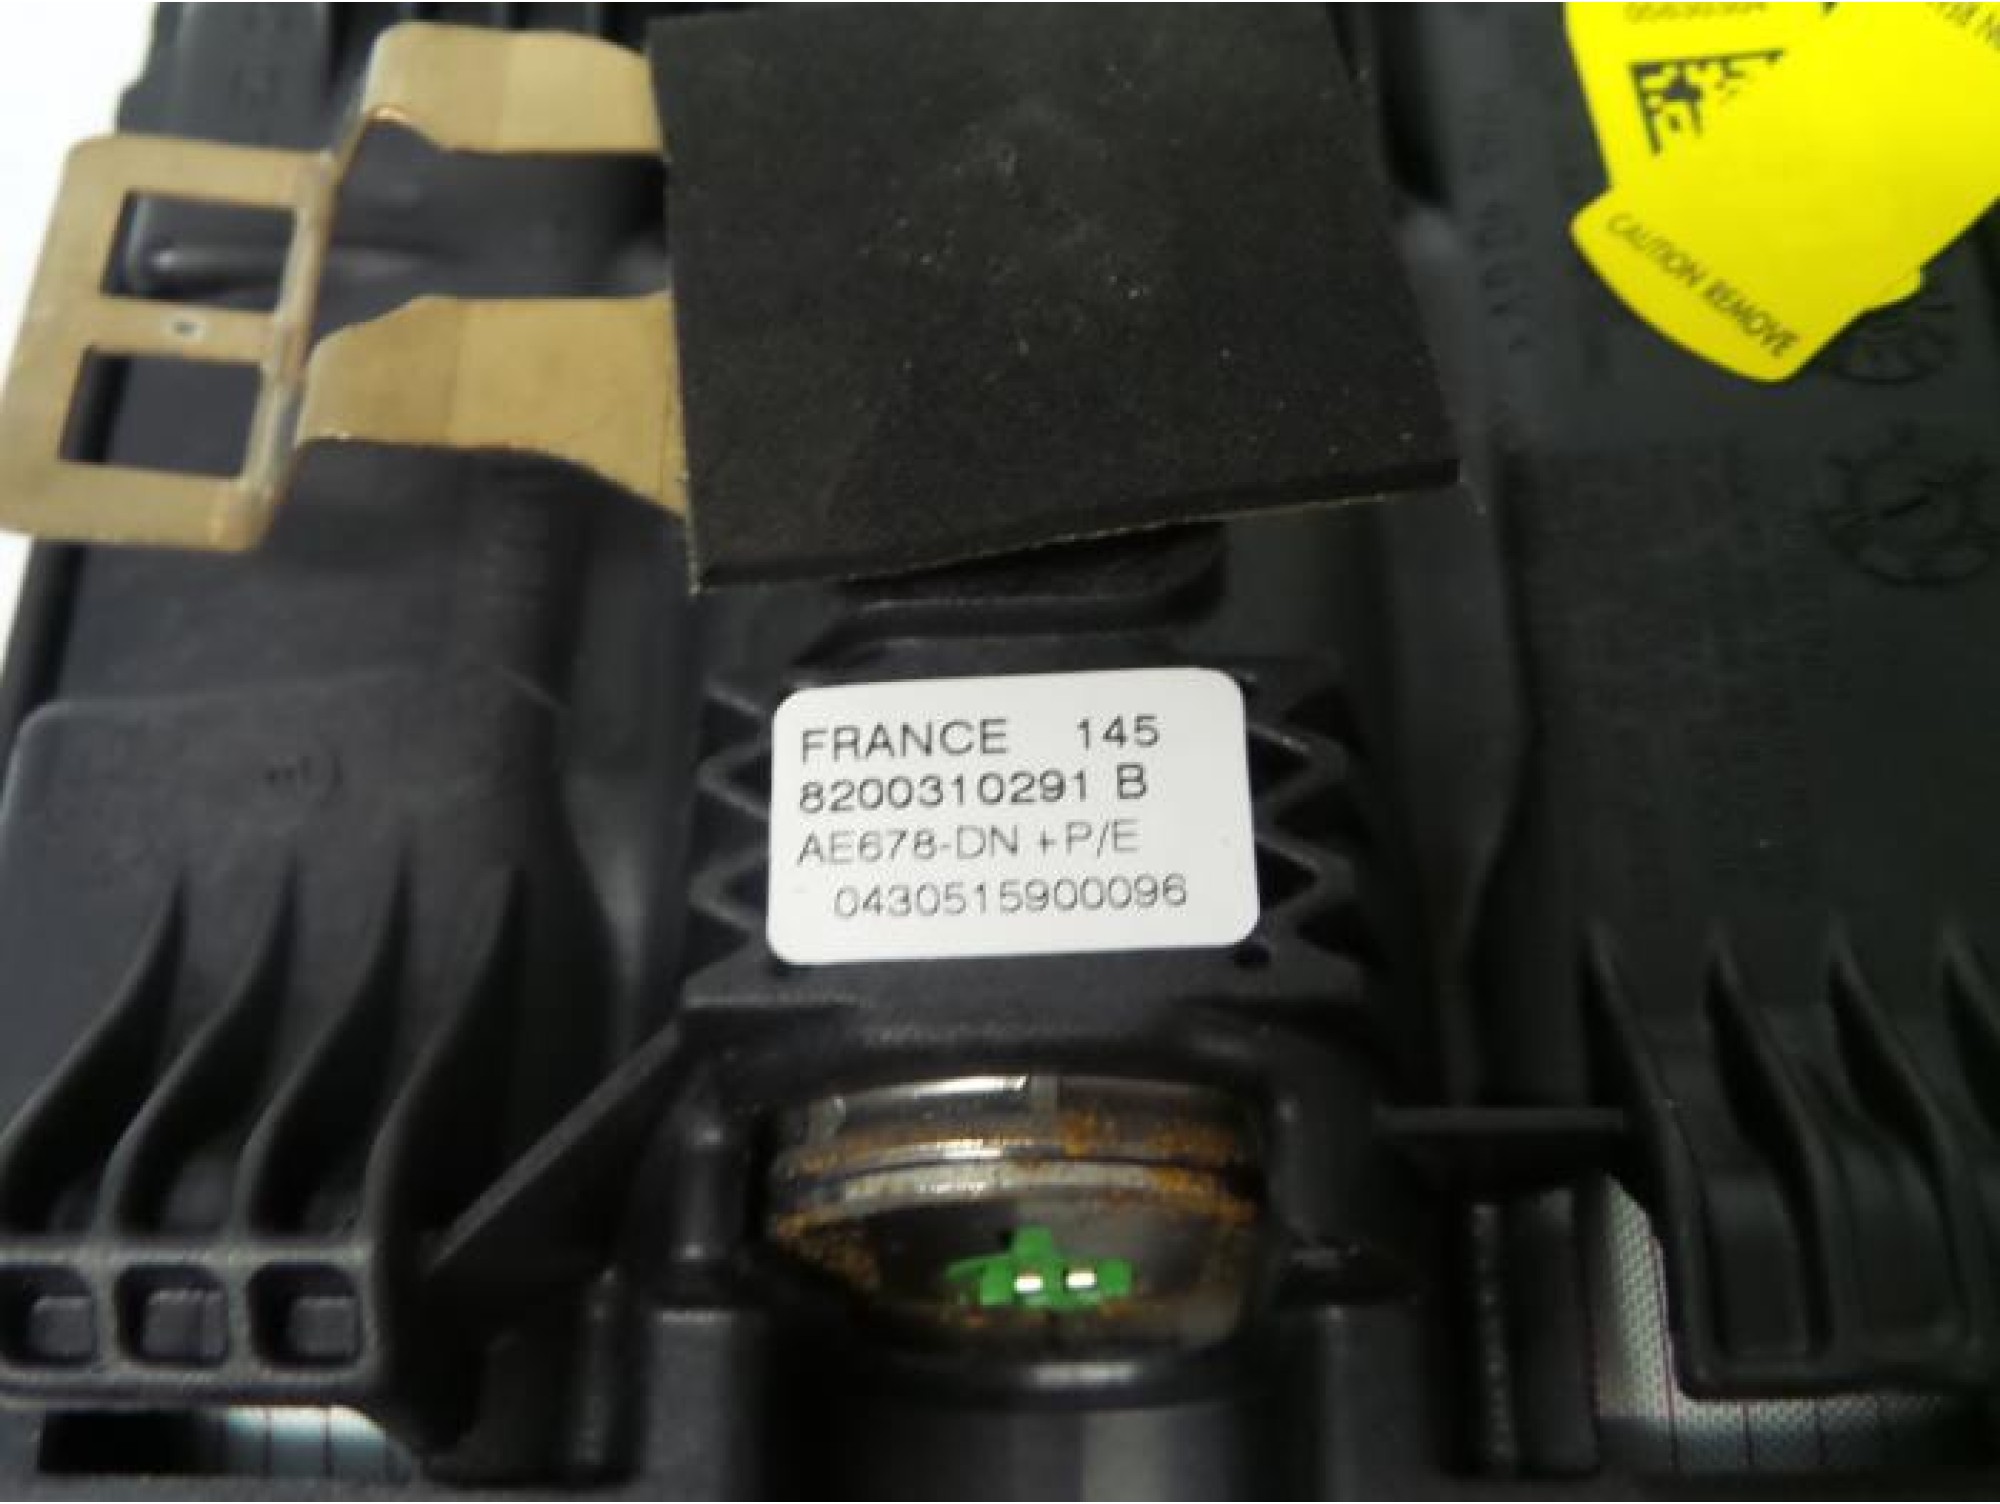 CAUTION REMOVE
FRANCE 145
8200310291 B
AE678-DN +P/E
0430515900096